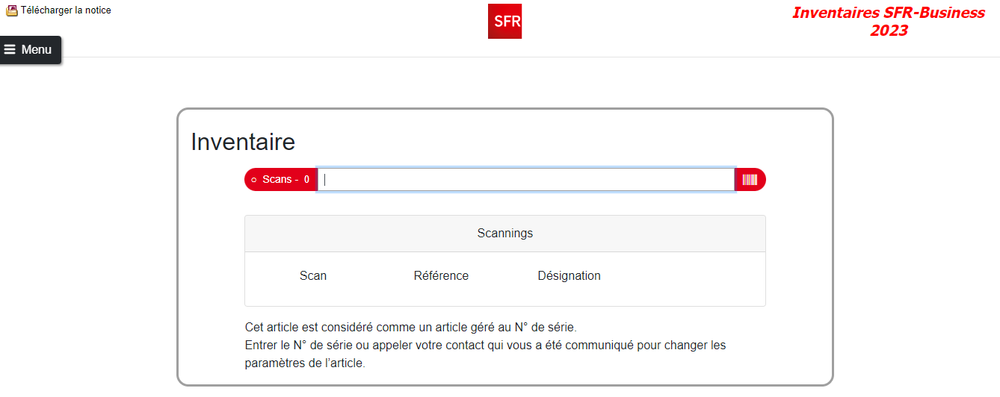 Télécharger la notice
SFR
Inventaires SFR-Business
2023
Menu
Inventaire
Scans - 0
Scannings
Scan Référence Désignation
Cet article est considéré comme un article géré au N° de série.
Entrer le N° de série ou appeler votre contact qui vous a été communiqué pour changer les
paramètres de l’article.